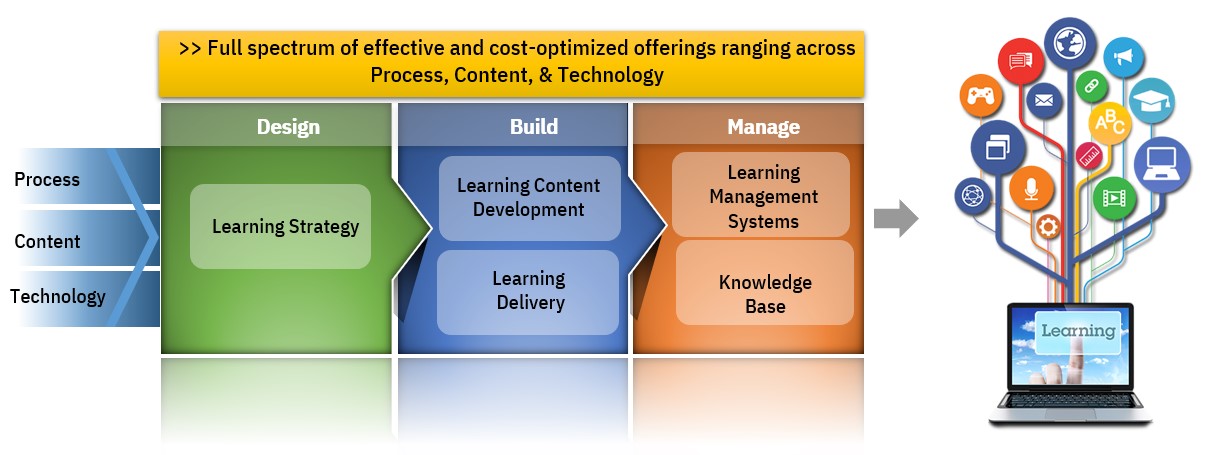 >> Full spectrum of effective and cost-optimized offerings ranging across
Process, Content, & Technology
Design
Build
Manage
Process
Content
Technology
Learning Strategy
Learning Content
Development
Learning
Delivery
Learning
Management
Systems
Knowledge
Base
ABC
Learning